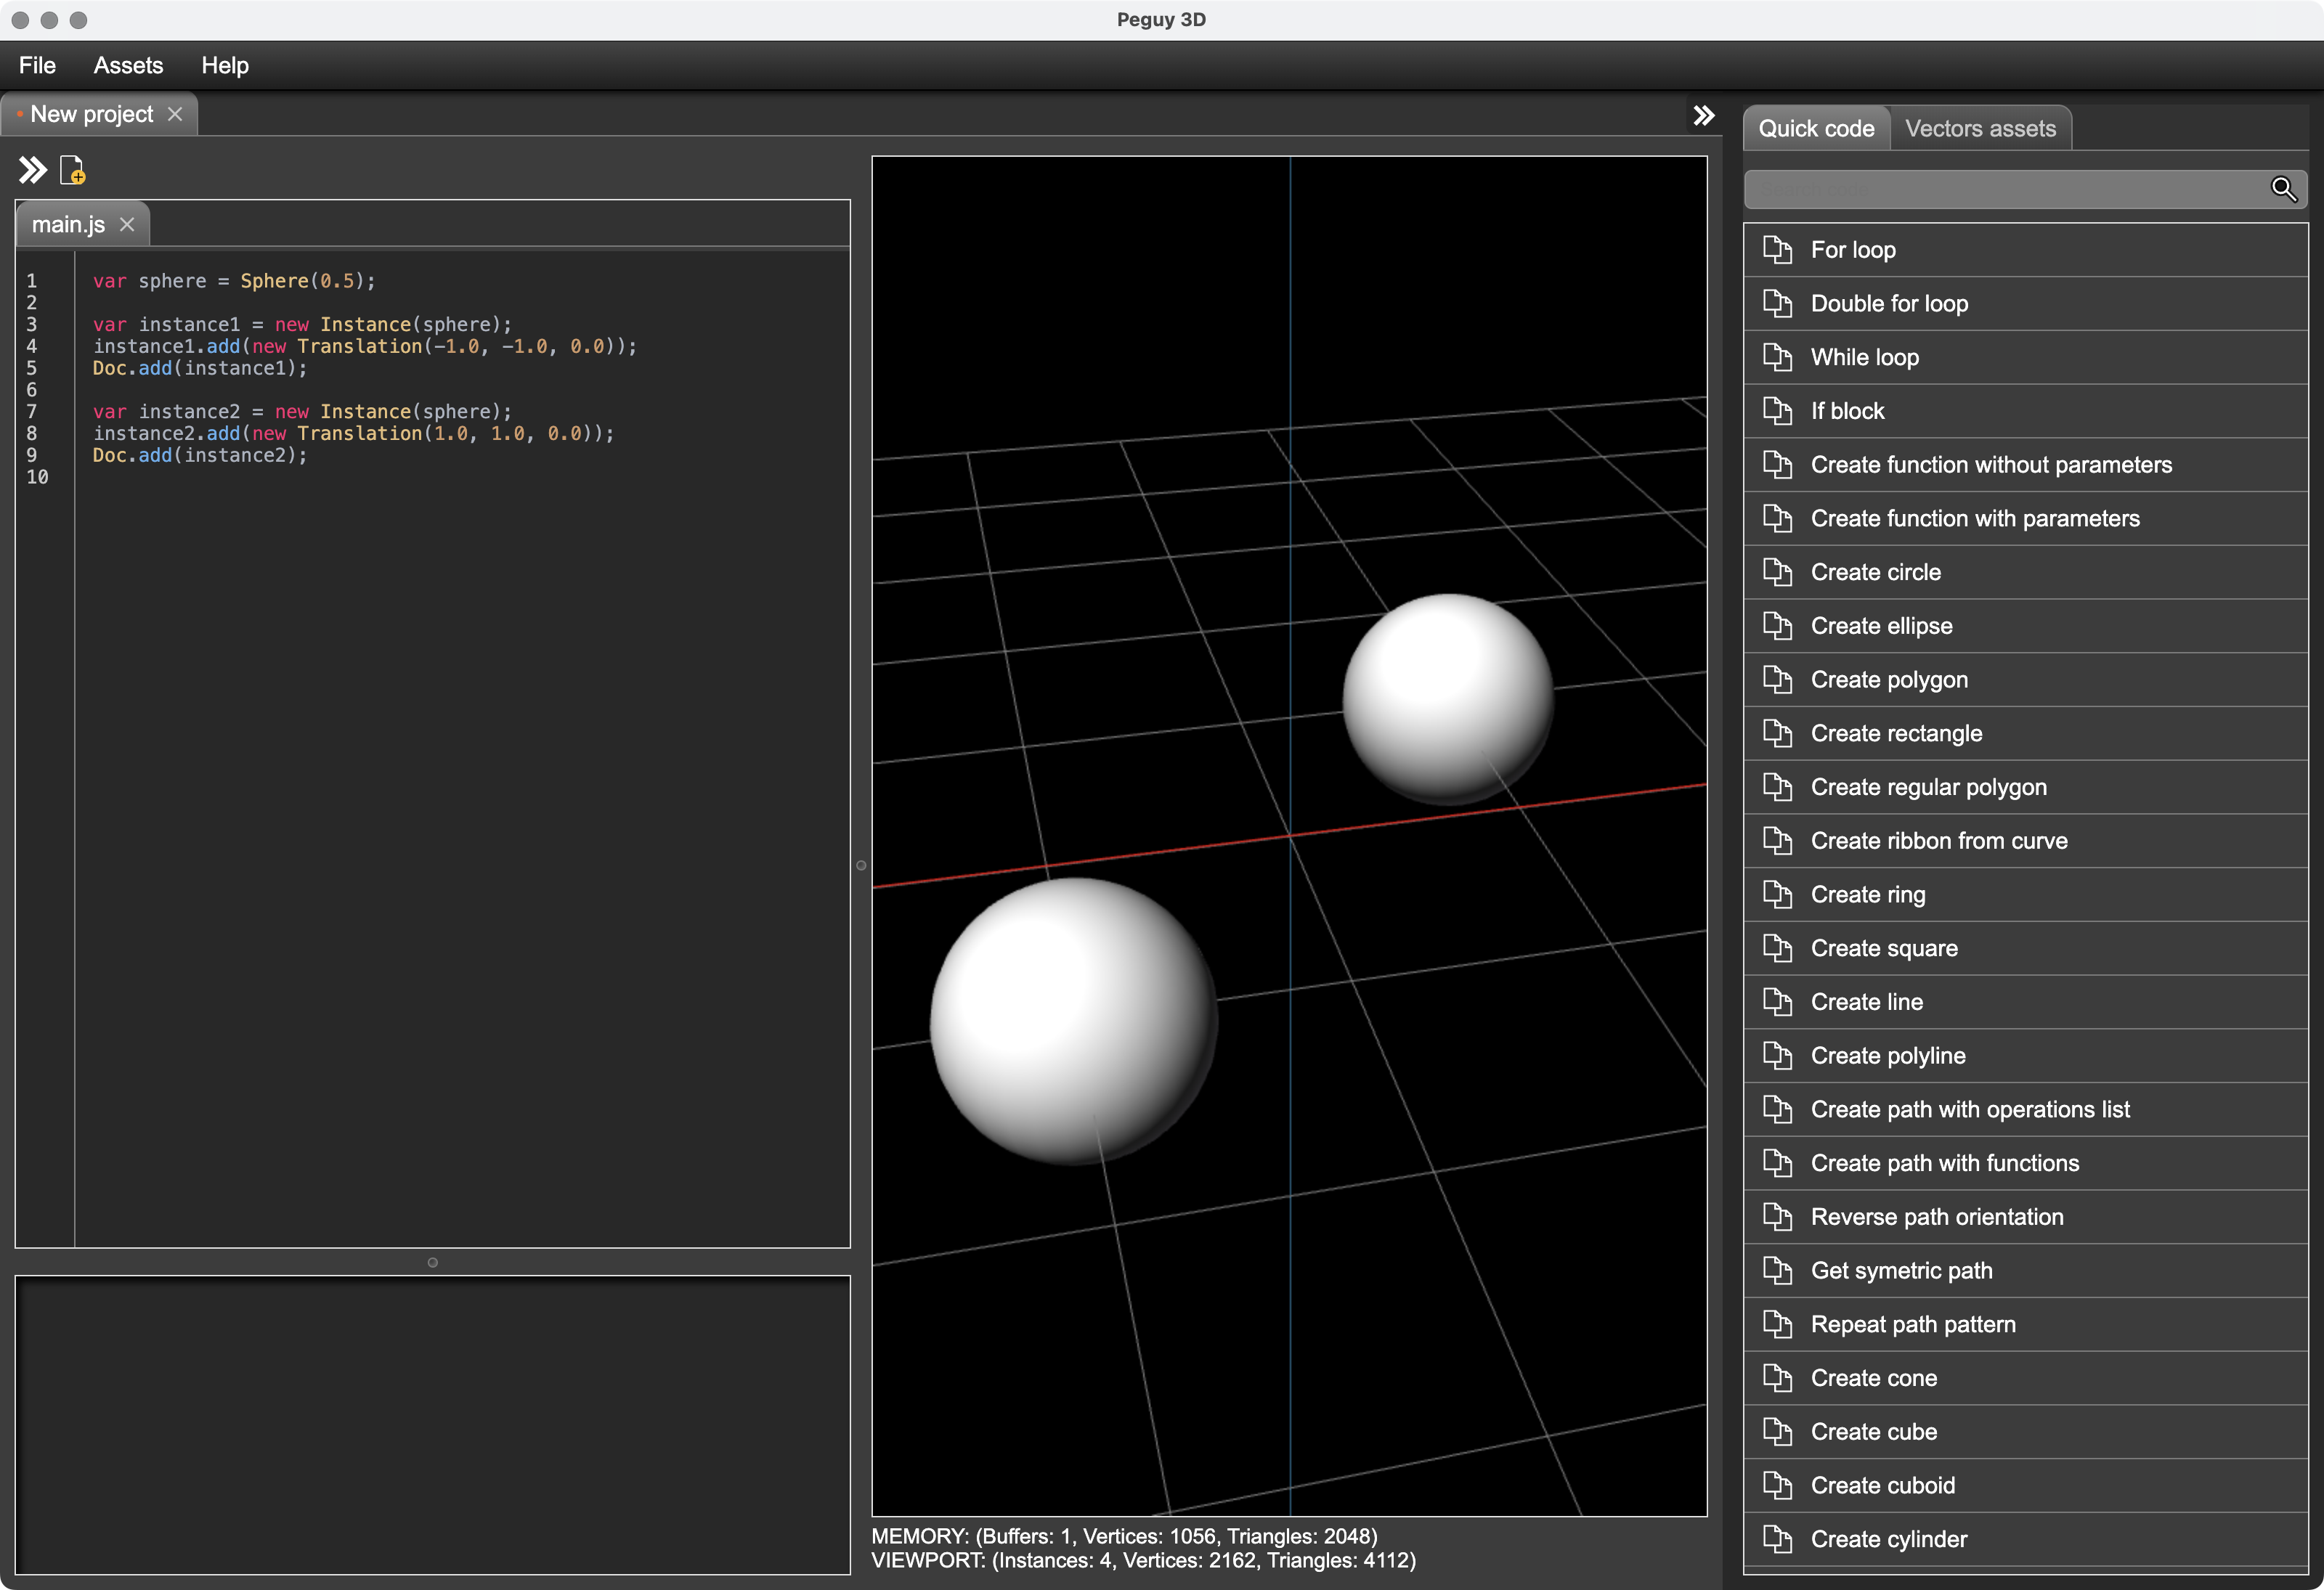 Peguy 3D
File Assets Help
New project
Quick code Vectors assets
main.js
1 var sphere = Sphere(0.5);
2
3 var instance1 = new Instance(sphere);
4 instance1.add(new Translation(-1.0, -1.0, 0.0));
5 Doc.add(instance1);
6
7 var instance2 = new Instance(sphere);
8 instance2.add(new Translation(1.0, 1.0, 0.0));
9 Doc.add(instance2);
10
MEMORY: (Buffers: 1, Vertices: 1056, Triangles: 2048)
VIEWPORT: (Instances: 4, Vertices: 2162, Triangles: 4112)
For loop
Double for loop
While loop
If block
Create function without parameters
Create function with parameters
Create circle
Create ellipse
Create polygon
Create rectangle
Create regular polygon
Create ribbon from curve
Create ring
Create square
Create line
Create polyline
Create path with operations list
Create path with functions
Reverse path orientation
Get symetric path
Repeat path pattern
Create cone
Create cube
Create cuboid
Create cylinder